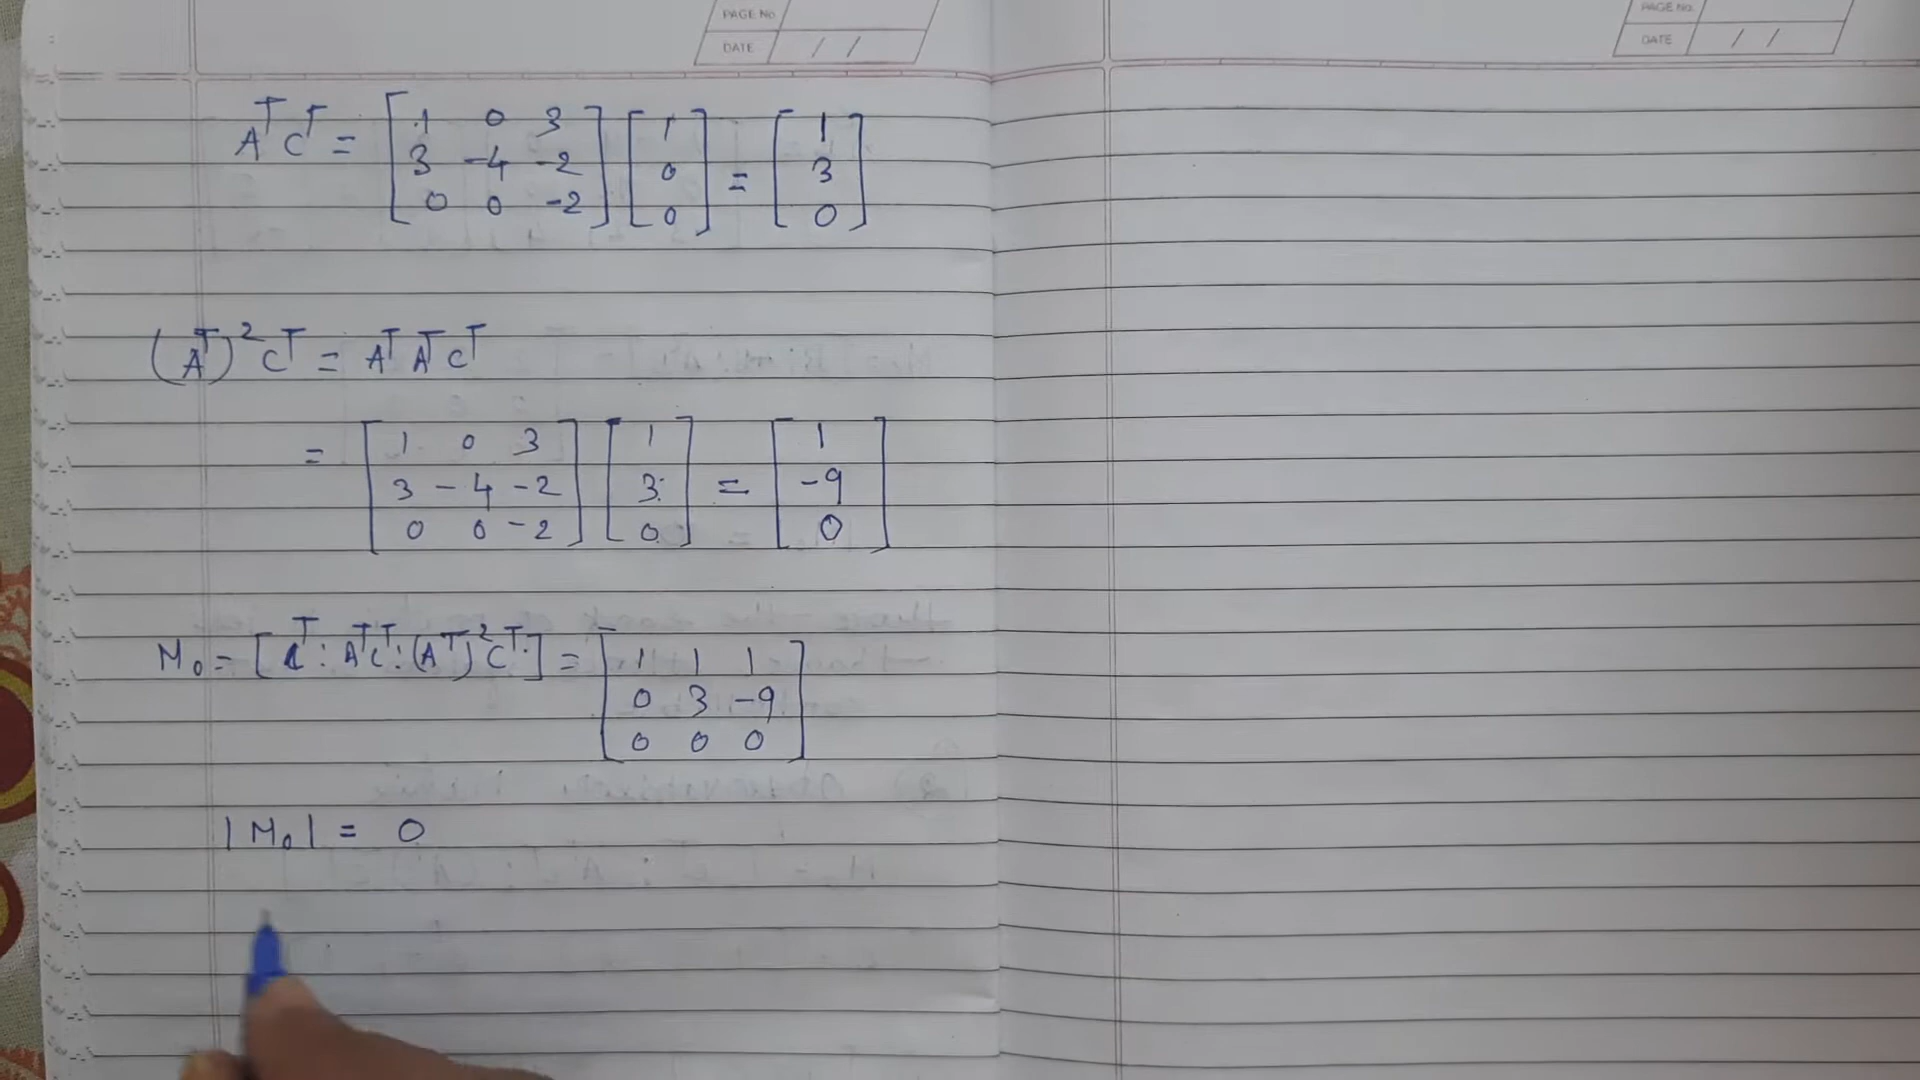 PAGE No.
DATE / /
PAGE No.
DATE / /
AᵀCᵀ = [1 0 3; 3 -4 -2; 0 0 -2] [1; 0; 0] = [1; 3; 0]
(Aᵀ)²Cᵀ = AᵀAᵀCᵀ
= [1 0 3; 3 -4 -2; 0 0 -2] [1; 3; 0] = [1; -9; 0]
M₀ = [Cᵀ : AᵀCᵀ : (Aᵀ)²Cᵀ] = [1 1 1; 0 3 -9; 0 0 0]
|M₀| = 0